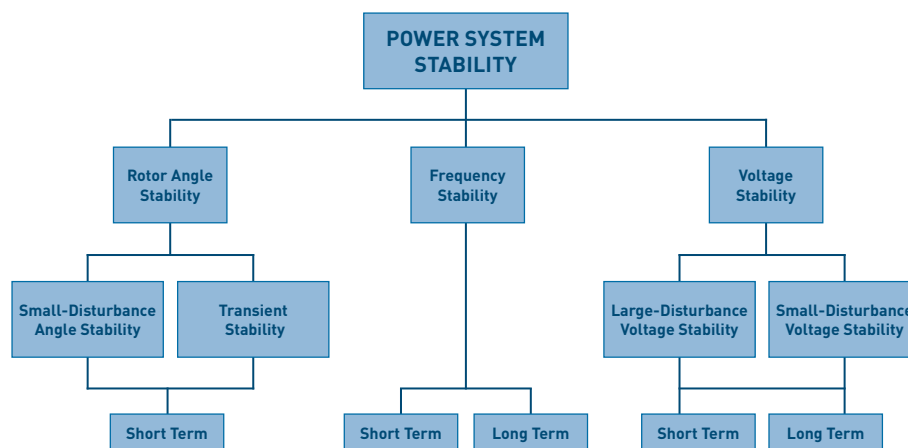 POWER SYSTEM
STABILITY
Rotor Angle
Stability
Frequency
Stability
Voltage
Stability
Small-Disturbance
Angle Stability
Transient
Stability
Large-Disturbance
Voltage Stability
Small-Disturbance
Voltage Stability
Short Term
Short Term
Long Term
Short Term
Long Term